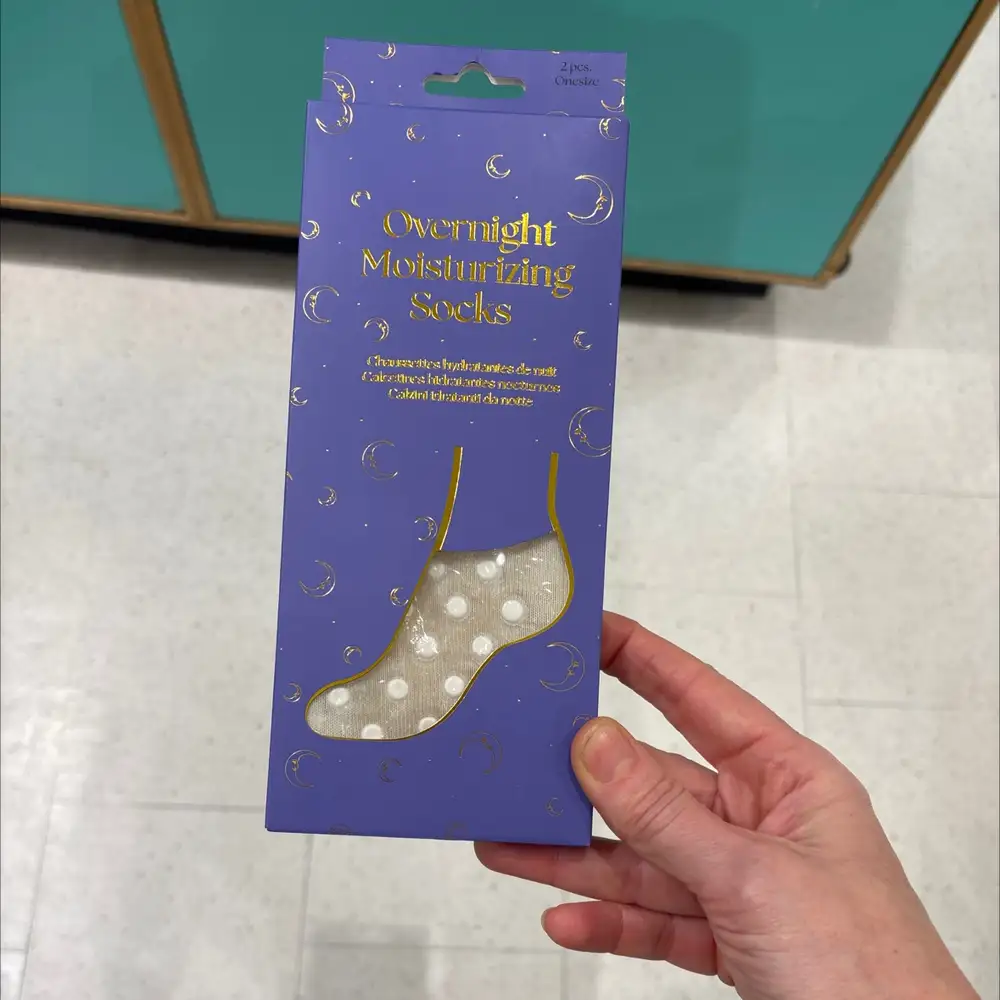 2 pcs.
Onesize
Overnight
Moisturizing
Socks
Chaussettes hydratantes de nuit
Calcetines hidratantes nocturnos
Calzini idratanti da notte